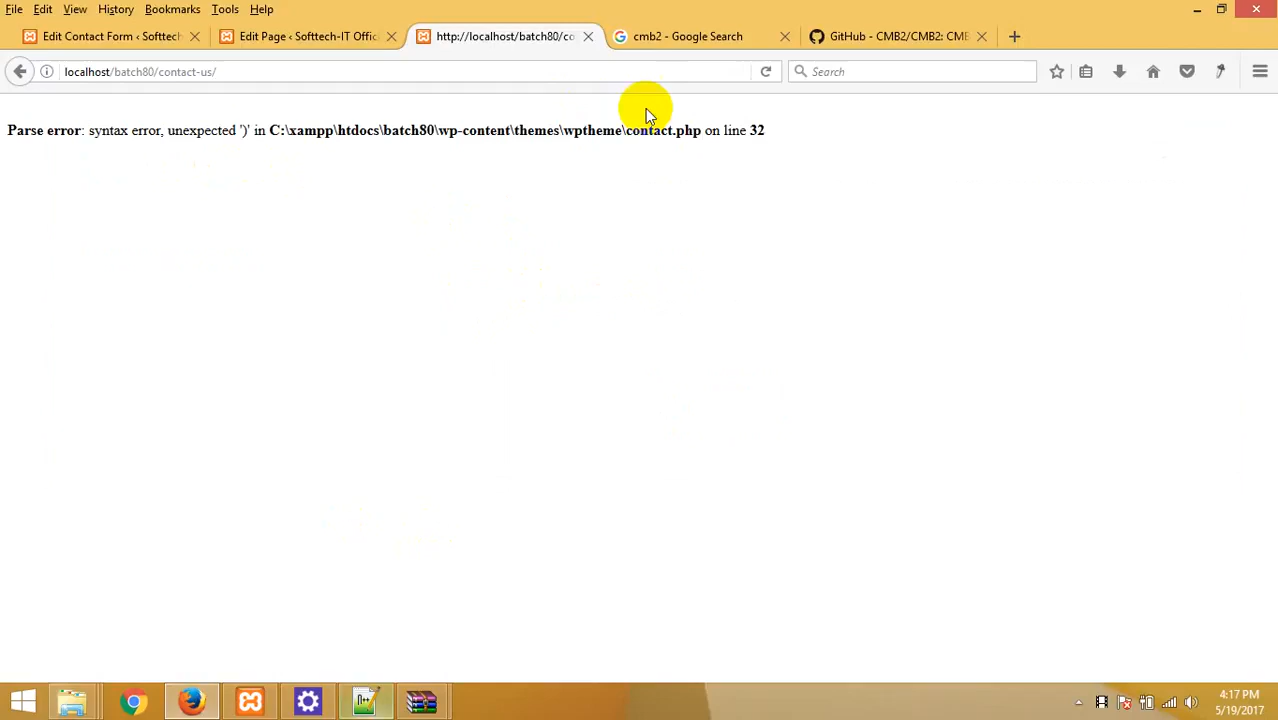 File Edit View History Bookmarks Tools Help
Edit Contact Form ‹ Softtech Edit Page ‹ Softtech-IT Offic http://localhost/batch80/co cmb2 - Google Search GitHub - CMB2/CMB2: CMB
localhost/batch80/contact-us/ Search
Parse error: syntax error, unexpected ')' in C:\xampp\htdocs\batch80\wp-content\themes\wptheme\contact.php on line 32
4:17 PM
5/19/2017